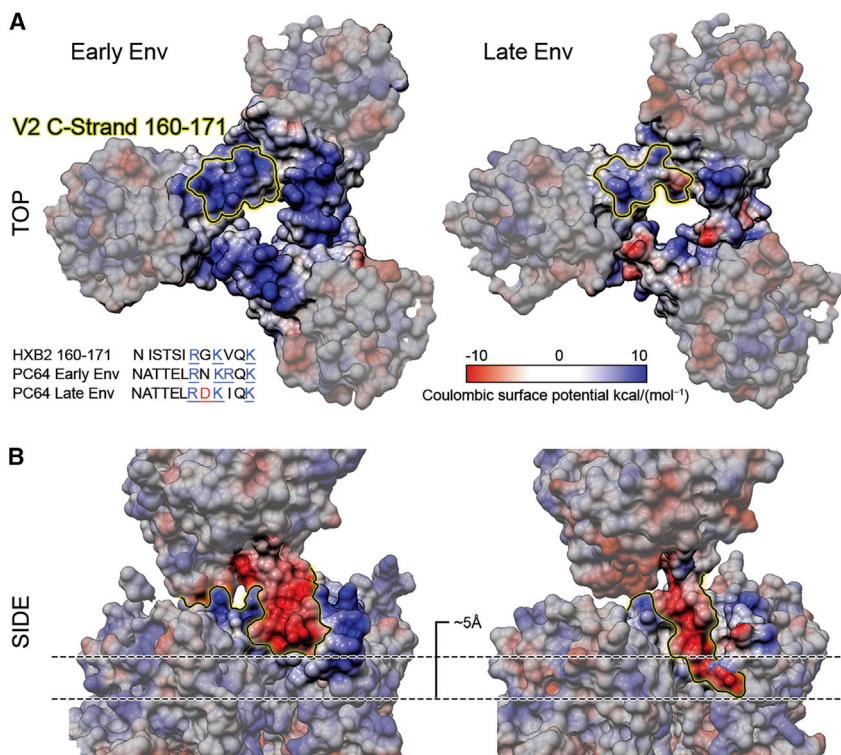 A
Early Env
Late Env
V2 C-Strand 160-171
TOP
HXB2 160-171 N ISTSI RGKVQK
PC64 Early Env NATTELRN KRQK
PC64 Late Env NATTELRDK IQK
-10 0 10
Coulombic surface potential kcal/(mol⁻¹)
B
SIDE
~5Å